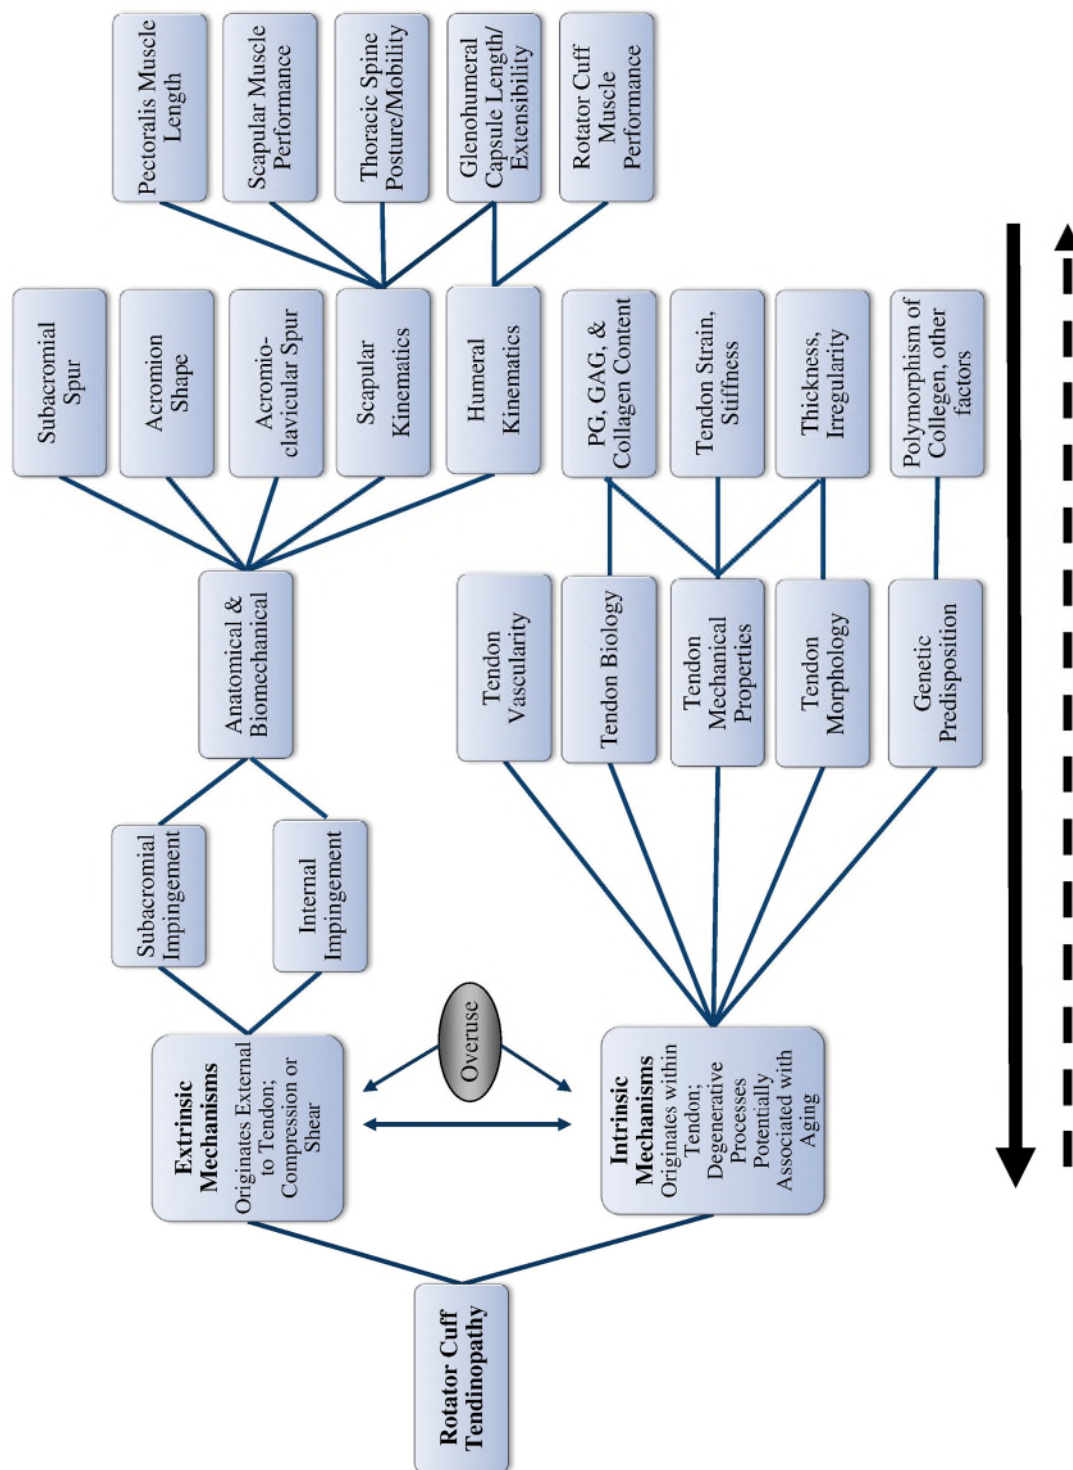 Rotator Cuff
Tendinopathy
Extrinsic
Mechanisms
Originates External
to Tendon;
Compression or
Shear
Overuse
Intrinsic
Mechanisms
Originates within
Tendon;
Degenerative
Processes
Potentially
Associated with
Aging
Subacromial
Impingement
Internal
Impingement
Anatomical &
Biomechanical
Tendon
Vascularity
Tendon Biology
Tendon
Mechanical
Properties
Tendon
Morphology
Genetic
Predisposition
Subacromial
Spur
Acromion
Shape
Acromio-
clavicular Spur
Scapular
Kinematics
Humeral
Kinematics
PG, GAG, &
Collagen Content
Tendon Strain,
Stiffness
Thickness,
Irregularity
Polymorphism of
Collegen, other
factors
Pectoralis Muscle
Length
Scapular Muscle
Performance
Thoracic Spine
Posture/Mobility
Glenohumeral
Capsule Length/
Extensibility
Rotator Cuff
Muscle
Performance